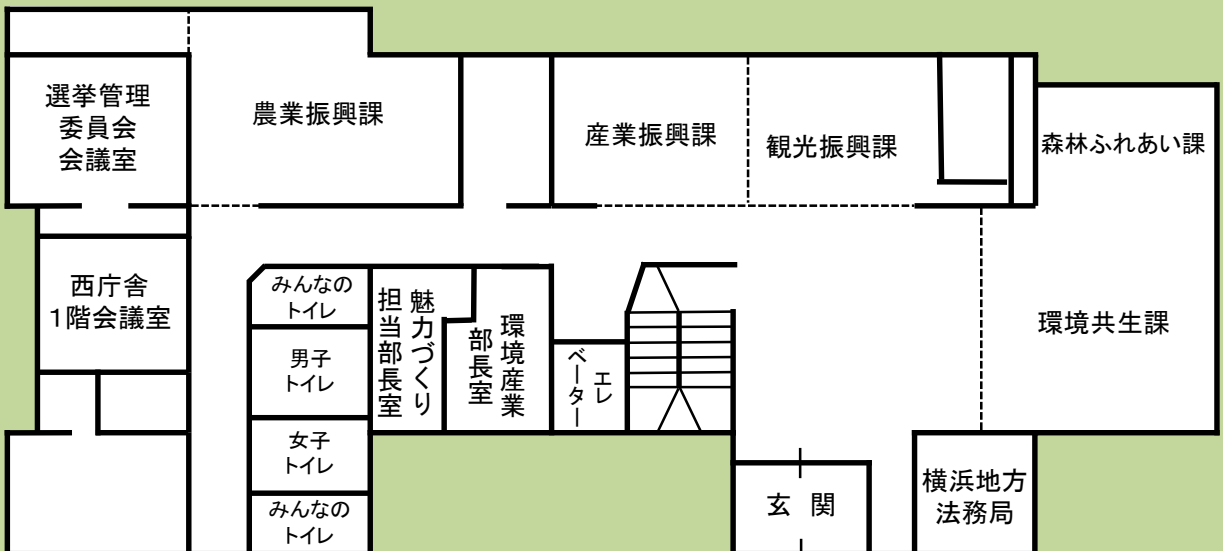 選挙管理
委員会
会議室
農業振興課
産業振興課
観光振興課
森林ふれあい課
西庁舎
1階会議室
みんなの
トイレ
男子
トイレ
女子
トイレ
みんなの
トイレ
魅力づくり
担当部長室
環境産業
部長室
エレ
ベーター
環境共生課
玄 関
横浜地方
法務局